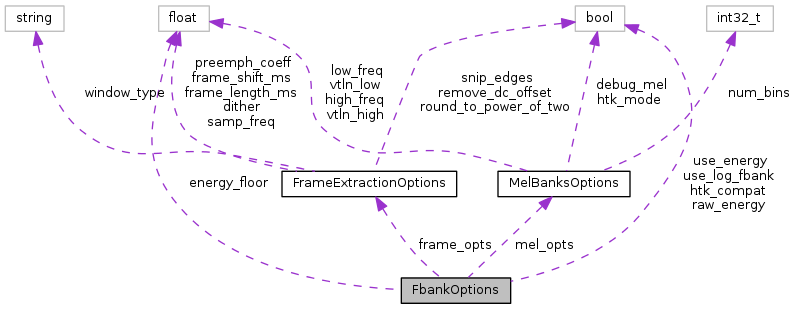 string
float
bool
int32_t
window_type
preemph_coeff
frame_shift_ms
frame_length_ms
dither
samp_freq
low_freq
vtln_low
high_freq
vtln_high
snip_edges
remove_dc_offset
round_to_power_of_two
debug_mel
htk_mode
num_bins
energy_floor
FrameExtractionOptions
MelBanksOptions
use_energy
use_log_fbank
htk_compat
raw_energy
frame_opts
mel_opts
FbankOptions